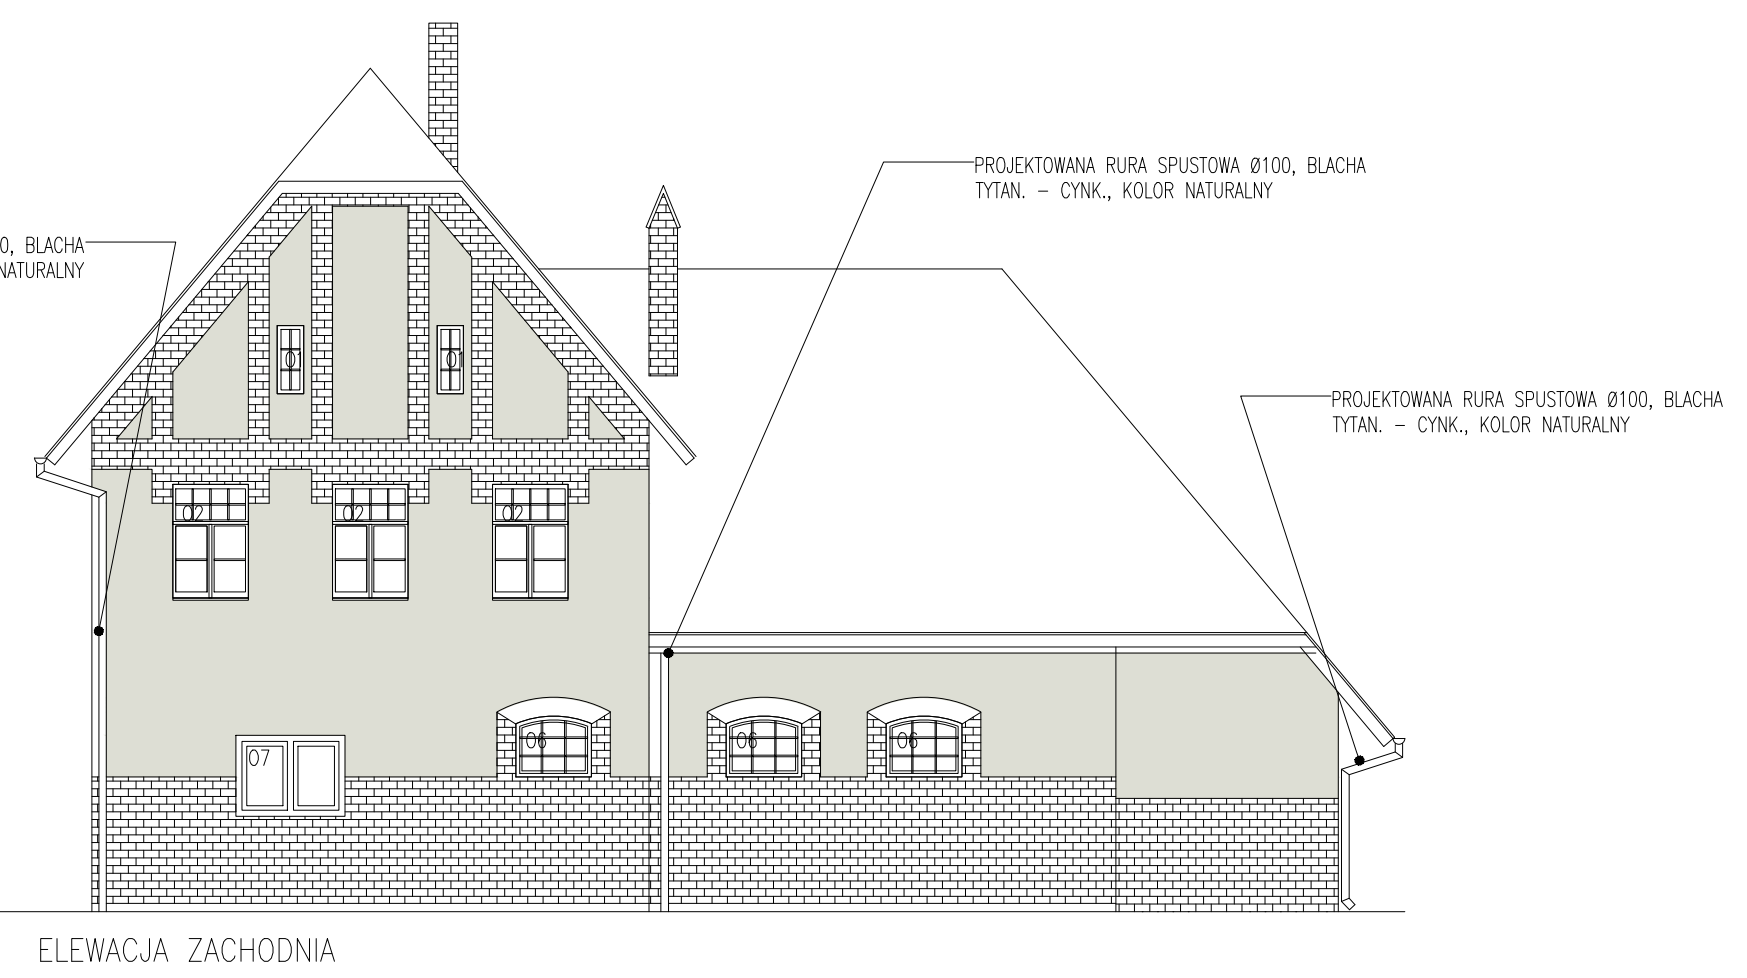 PROJEKTOWANA RURA SPUSTOWA Ø100, BLACHA
TYTAN. – CYNK., KOLOR NATURALNY
0, BLACHA
NATURALNY
PROJEKTOWANA RURA SPUSTOWA Ø100, BLACHA
TYTAN. – CYNK., KOLOR NATURALNY
01
01
02
02
02
06
06
06
07
ELEWACJA ZACHODNIA